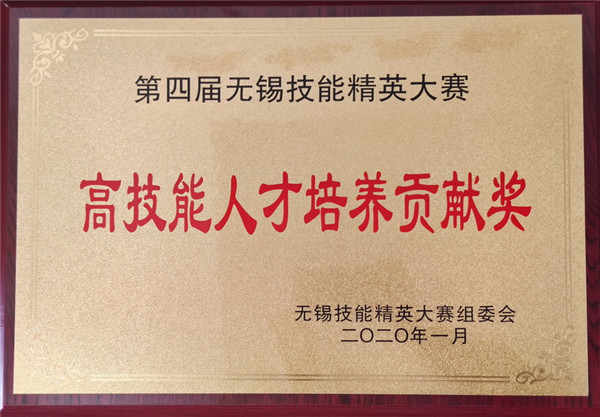 第四届无锡技能精英大赛
高技能人才培养贡献奖
无锡技能精英大赛组委会
二〇二〇年一月